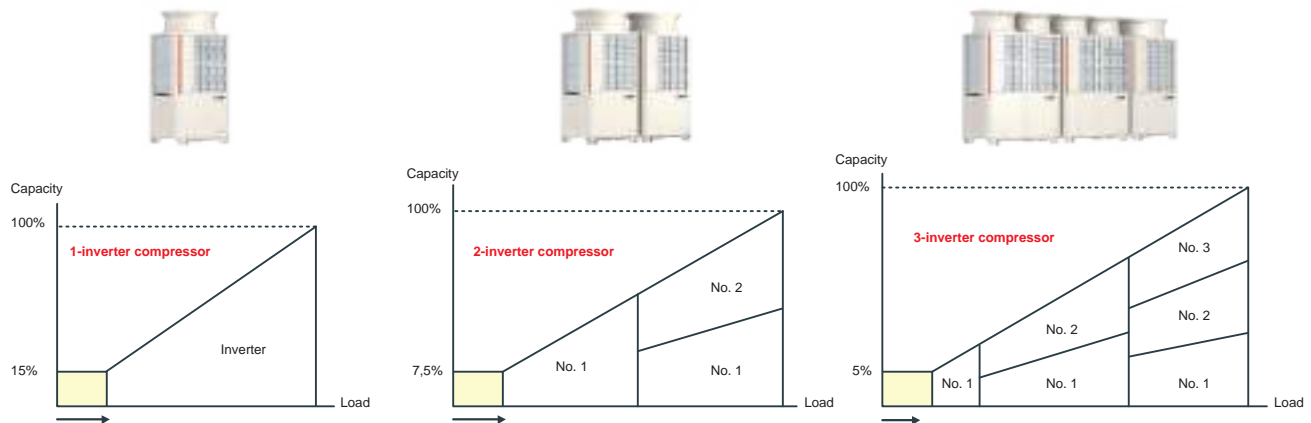 Capacity
100%
1-inverter compressor
Inverter
15%
Load
Capacity
100%
2-inverter compressor
No. 2
No. 1
7,5%
No. 1
Load
Capacity
100%
3-inverter compressor
No. 3
No. 2
No. 2
5%
No. 1
No. 1
No. 1
Load